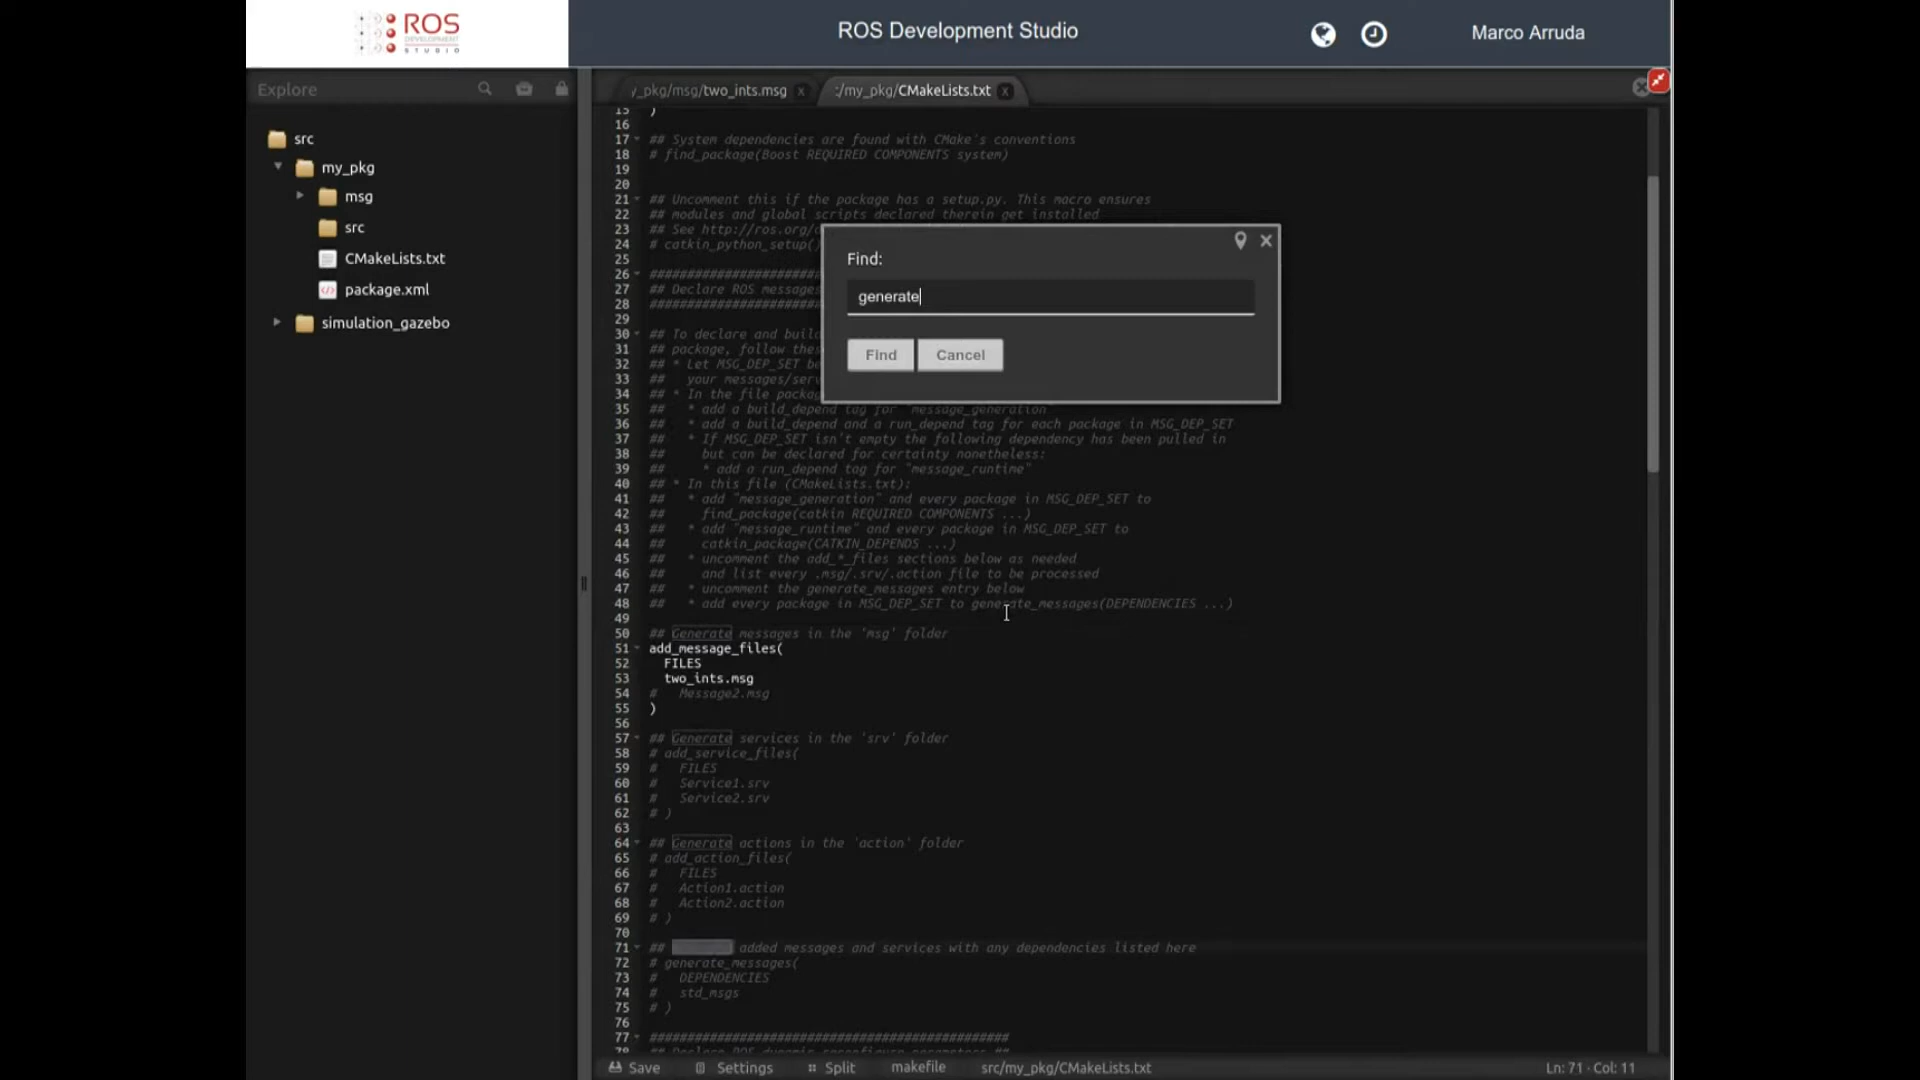 ROS
DEVELOPMENT
STUDIO
ROS Development Studio
Marco Arruda
Explore
src
my_pkg
msg
src
CMakeLists.txt
package.xml
simulation_gazebo
y_pkg/msg/two_ints.msg x
:/my_pkg/CMakeLists.txt x
15 )
16
17 ## System dependencies are found with CMake's conventions
18 # find_package(Boost REQUIRED COMPONENTS system)
19
20
21 ## Uncomment this if the package has a setup.py. This macro ensures
22 ## modules and global scripts declared therein get installed
23 ## See http://ros.org/
24 # catkin_python_setup()
25
26 ########################
27 ## Declare ROS messages
28 ########################
29
30 ## To declare and build
31 ## package, follow these
32 ## * Let MSG_DEP_SET be
33 ## your messages/serv
34 ## * In the file packag
35 ## * add a build_depend tag for "message_generation"
36 ## * add a build_depend and a run_depend tag for each package in MSG_DEP_SET
37 ## * If MSG_DEP_SET isn't empty the following dependency has been pulled in
38 ## but can be declared for certainty nonetheless:
39 ## * add a run_depend tag for "message_runtime"
40 ## * In this file (CMakeLists.txt):
41 ## * add "message_generation" and every package in MSG_DEP_SET to
42 ## find_package(catkin REQUIRED COMPONENTS ...)
43 ## * add "message_runtime" and every package in MSG_DEP_SET to
44 ## catkin_package(CATKIN_DEPENDS ...)
45 ## * uncomment the add_*_files sections below as needed
46 ## and list every .msg/.srv/.action file to be processed
47 ## * uncomment the generate_messages entry below
48 ## * add every package in MSG_DEP_SET to generate_messages(DEPENDENCIES ...)
49
50 ## Generate messages in the 'msg' folder
51 add_message_files(
52 FILES
53 two_ints.msg
54 # Message2.msg
55 )
56
57 ## Generate services in the 'srv' folder
58 # add_service_files(
59 # FILES
60 # Service1.srv
61 # Service2.srv
62 # )
63
64 ## Generate actions in the 'action' folder
65 # add_action_files(
66 # FILES
67 # Action1.action
68 # Action2.action
69 # )
70
71 ## added messages and services with any dependencies listed here
72 # generate_messages(
73 # DEPENDENCIES
74 # std_msgs
75 # )
76
77 ################################################
78 ## Declare ROS dynamic reconfigure parameters ##
Find:
generate
Find
Cancel
Save
Settings
Split
makefile
src/my_pkg/CMakeLists.txt
Ln: 71 · Col: 11